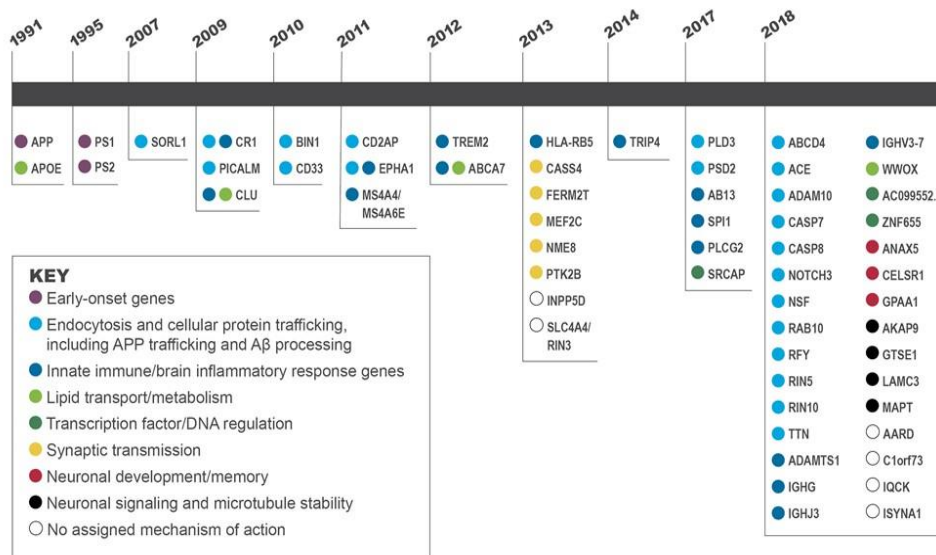 1991
1995
2007
2009
2010
2011
2012
2013
2014
2017
2018
APP
APOE
PS1
PS2
SORL1
CR1
PICALM
CLU
BIN1
CD33
CD2AP
EPHA1
MS4A4/
MS4A6E
TREM2
ABCA7
HLA-RB5
CASS4
FERM2T
MEF2C
NME8
PTK2B
INPP5D
SLC4A4/
RIN3
TRIP4
PLD3
PSD2
AB13
SPI1
PLCG2
SRCAP
ABCD4
ACE
ADAM10
CASP7
CASP8
NOTCH3
NSF
RAB10
RFY
RIN5
RIN10
TTN
ADAMTS1
IGHG
IGHJ3
IGHV3-7
WWOX
AC099552.
ZNF655
ANAX5
CELSR1
GPAA1
AKAP9
GTSE1
LAMC3
MAPT
AARD
C1orf73
IQCK
ISYNA1
KEY
Early-onset genes
Endocytosis and cellular protein trafficking,
including APP trafficking and Aβ processing
Innate immune/brain inflammatory response genes
Lipid transport/metabolism
Transcription factor/DNA regulation
Synaptic transmission
Neuronal development/memory
Neuronal signaling and microtubule stability
No assigned mechanism of action